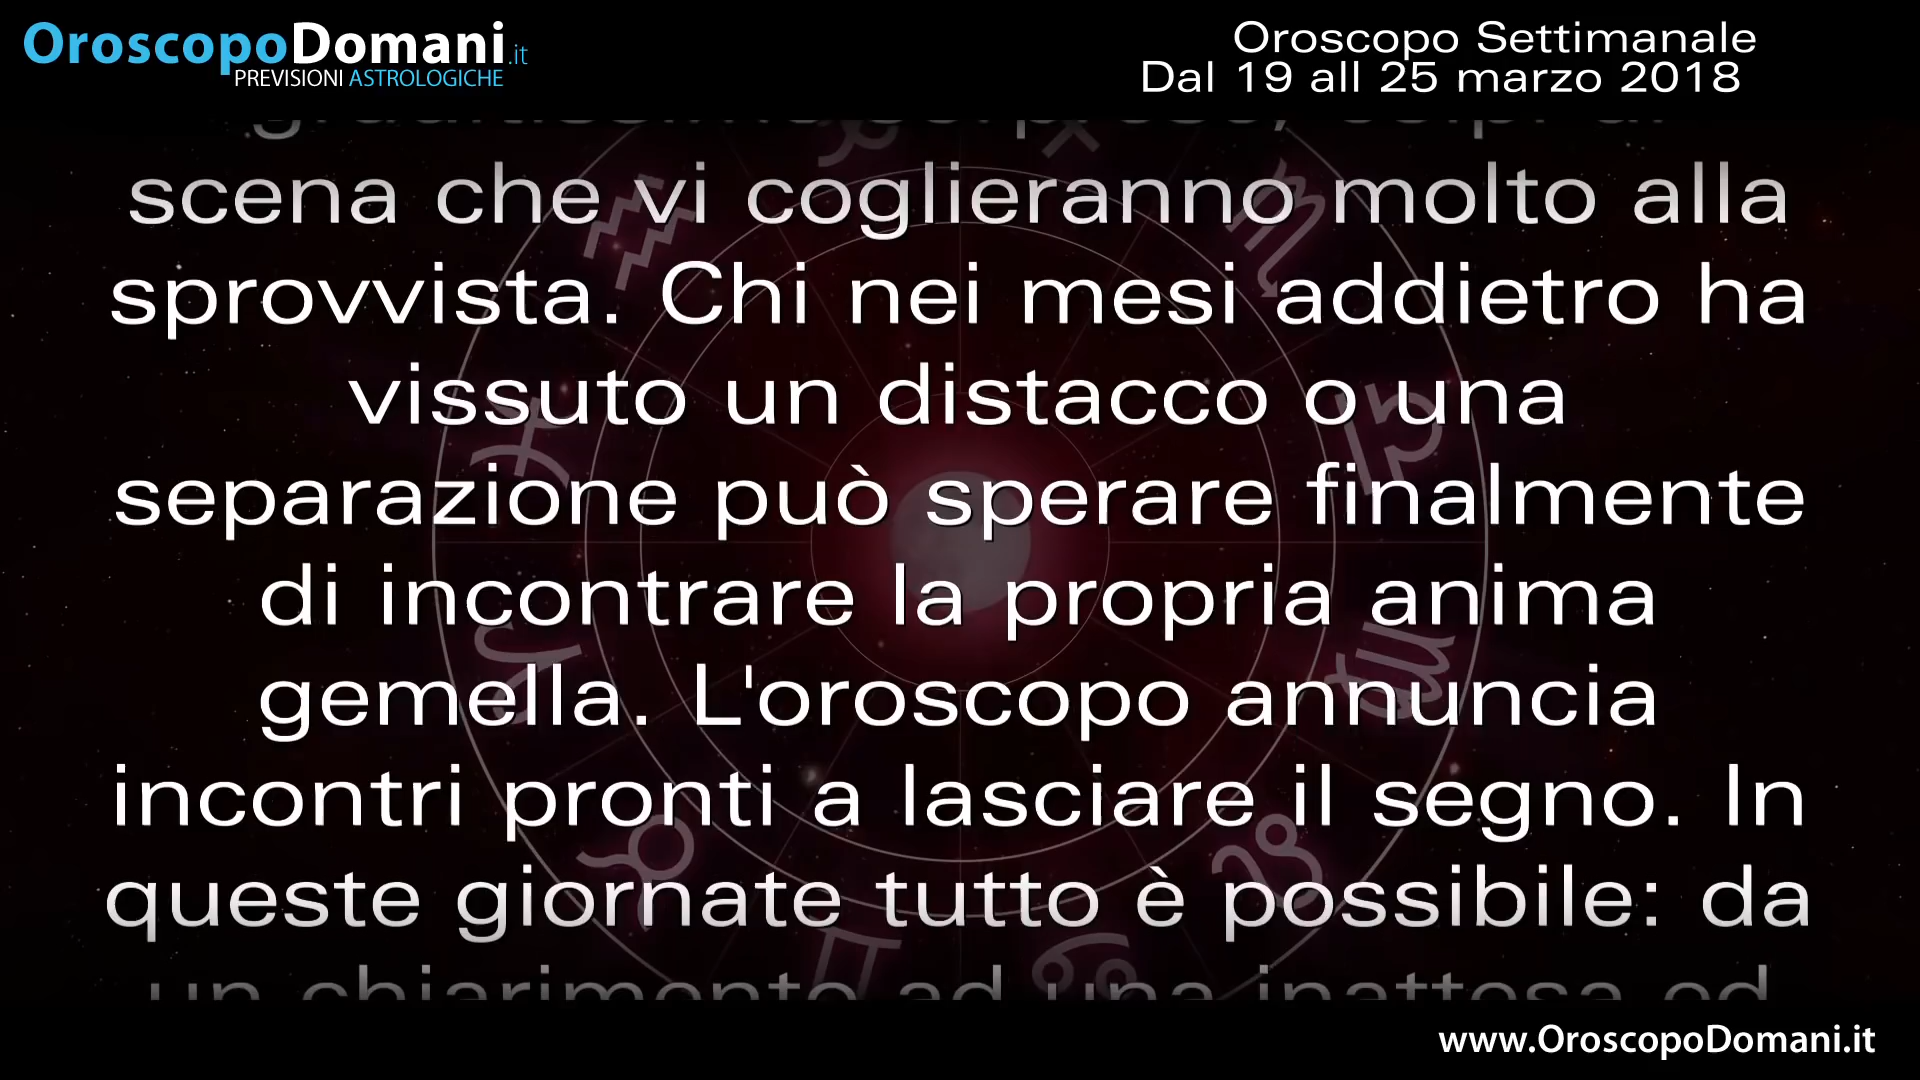 OroscopoDomani.it
PREVISIONI ASTROLOGICHE
Oroscopo Settimanale
Dal 19 all 25 marzo 2018
scena che vi coglieranno molto alla
sprovvista. Chi nei mesi addietro ha
vissuto un distacco o una
separazione può sperare finalmente
di incontrare la propria anima
gemella. L'oroscopo annuncia
incontri pronti a lasciare il segno. In
queste giornate tutto è possibile: da
un chiarimento ad una inattesa ed
www.OroscopoDomani.it